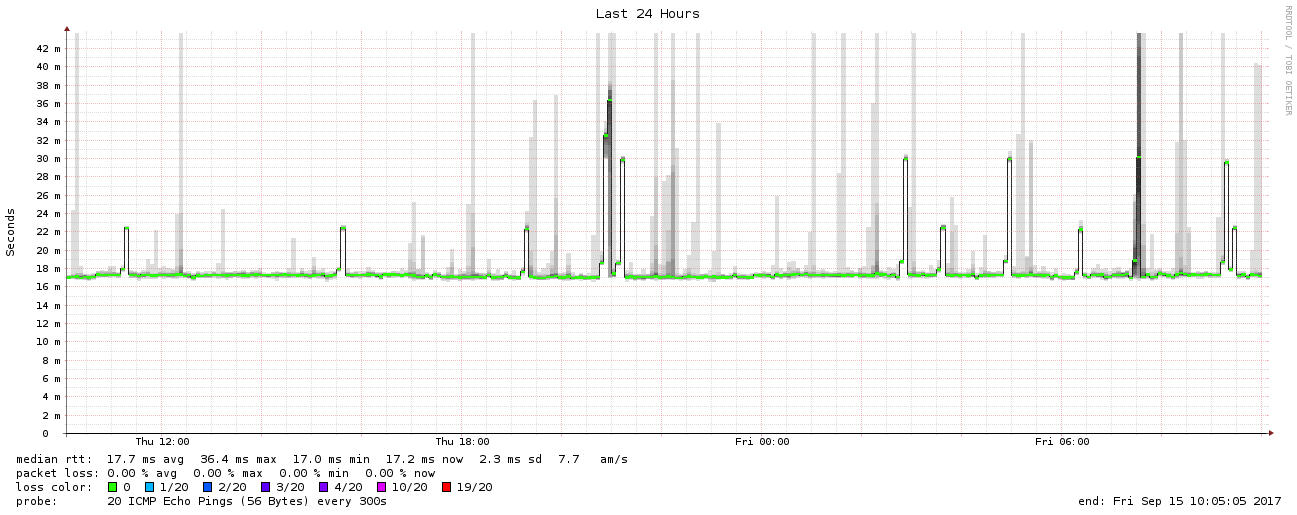 Last 24 Hours
RRDTOOL / TOBI OETIKER
Seconds
42 m
40 m
38 m
36 m
34 m
32 m
30 m
28 m
26 m
24 m
22 m
20 m
18 m
16 m
14 m
12 m
10 m
8 m
6 m
4 m
2 m
0
Thu 12:00 Thu 18:00 Fri 00:00 Fri 06:00
median rtt: 17.7 ms avg 36.4 ms max 17.0 ms min 17.2 ms now 2.3 ms sd 7.7 am/s
packet loss: 0.00 % avg 0.00 % max 0.00 % min 0.00 % now
loss color: 0 1/20 2/20 3/20 4/20 10/20 19/20
probe: 20 ICMP Echo Pings (56 Bytes) every 300s end: Fri Sep 15 10:05:05 2017